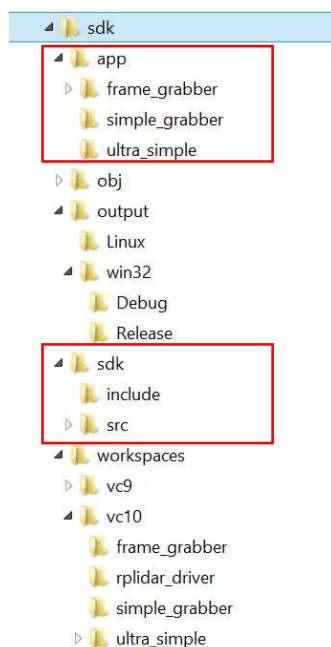 sdk
app
frame_grabber
simple_grabber
ultra_simple
obj
output
Linux
win32
Debug
Release
sdk
include
src
workspaces
vc9
vc10
frame_grabber
rplidar_driver
simple_grabber
ultra_simple